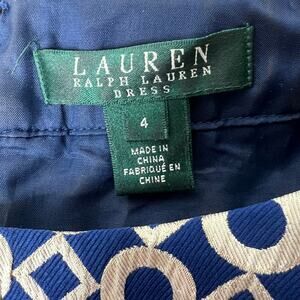 LAUREN
RALPH LAUREN
DRESS
4
MADE IN
CHINA
FABRIQUÉ EN
CHINE